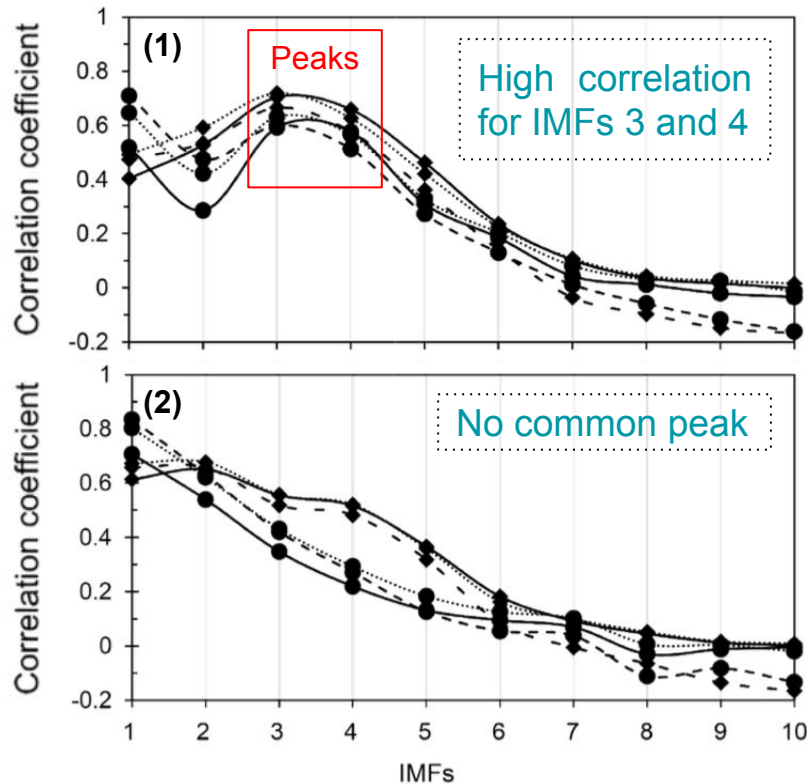 1
(1)
Peaks
High correlation
for IMFs 3 and 4
0.8
0.6
0.4
0.2
0
-0.2
Correlation coefficient
1
(2)
No common peak
0.8
0.6
0.4
0.2
0
-0.2
Correlation coefficient
1 2 3 4 5 6 7 8 9 10
IMFs